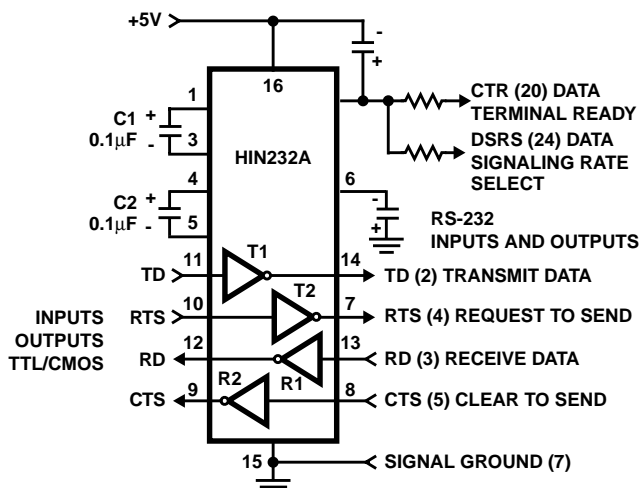 +5V
-
+
16
1
CTR (20) DATA
TERMINAL READY
C1
+
0.1μF
-
3
DSRS (24) DATA
SIGNALING RATE
SELECT
HIN232A
4
6
C2
+
0.1μF
-
5
-
+
RS-232
INPUTS AND OUTPUTS
T1
11
14
TD
TD (2) TRANSMIT DATA
T2
10
7
INPUTS
OUTPUTS
TTL/CMOS
RTS
RTS (4) REQUEST TO SEND
12
13
RD
RD (3) RECEIVE DATA
R2
R1
9
8
CTS
CTS (5) CLEAR TO SEND
15
SIGNAL GROUND (7)